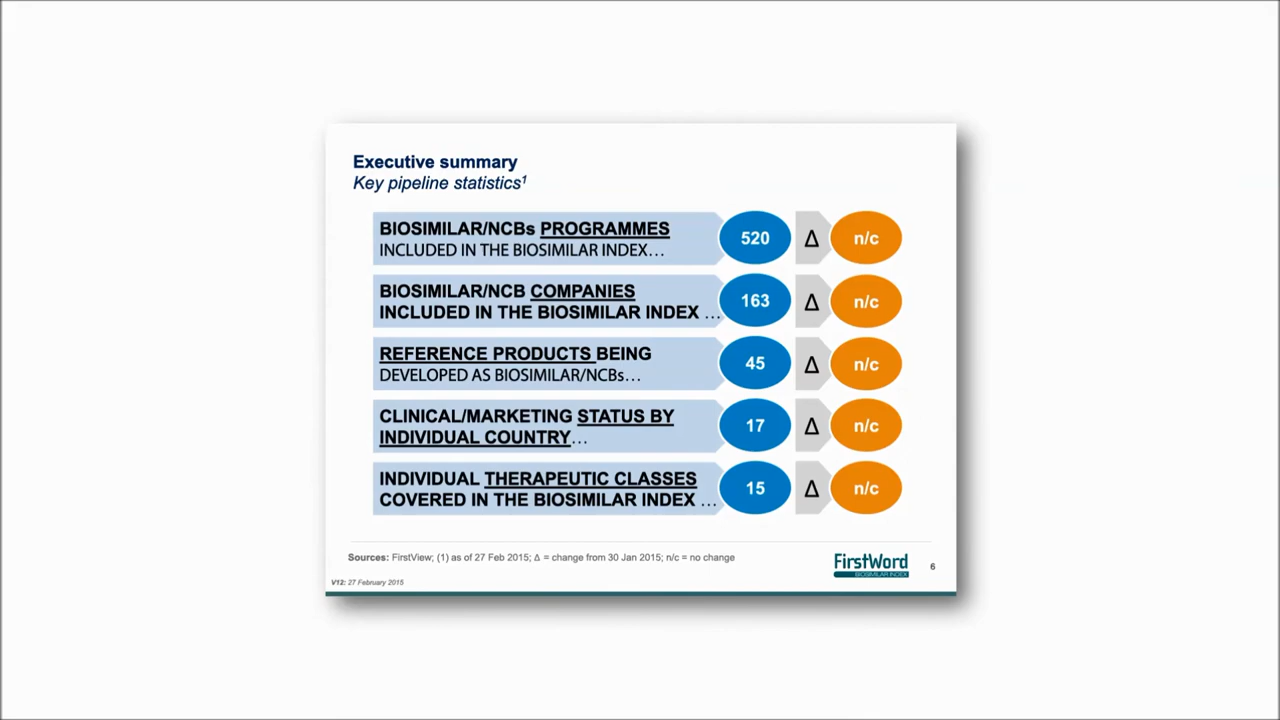 Executive summary
Key pipeline statistics1
BIOSIMILAR/NCBs PROGRAMMES
INCLUDED IN THE BIOSIMILAR INDEX…
520
Δ
n/c
BIOSIMILAR/NCB COMPANIES
INCLUDED IN THE BIOSIMILAR INDEX …
163
Δ
n/c
REFERENCE PRODUCTS BEING
DEVELOPED AS BIOSIMILAR/NCBs…
45
Δ
n/c
CLINICAL/MARKETING STATUS BY
INDIVIDUAL COUNTRY…
17
Δ
n/c
INDIVIDUAL THERAPEUTIC CLASSES
COVERED IN THE BIOSIMILAR INDEX …
15
Δ
n/c
Sources: FirstView; (1) as of 27 Feb 2015; Δ = change from 30 Jan 2015; n/c = no change
FirstWord
BIOSIMILAR INDEX
6
V12: 27 February 2015